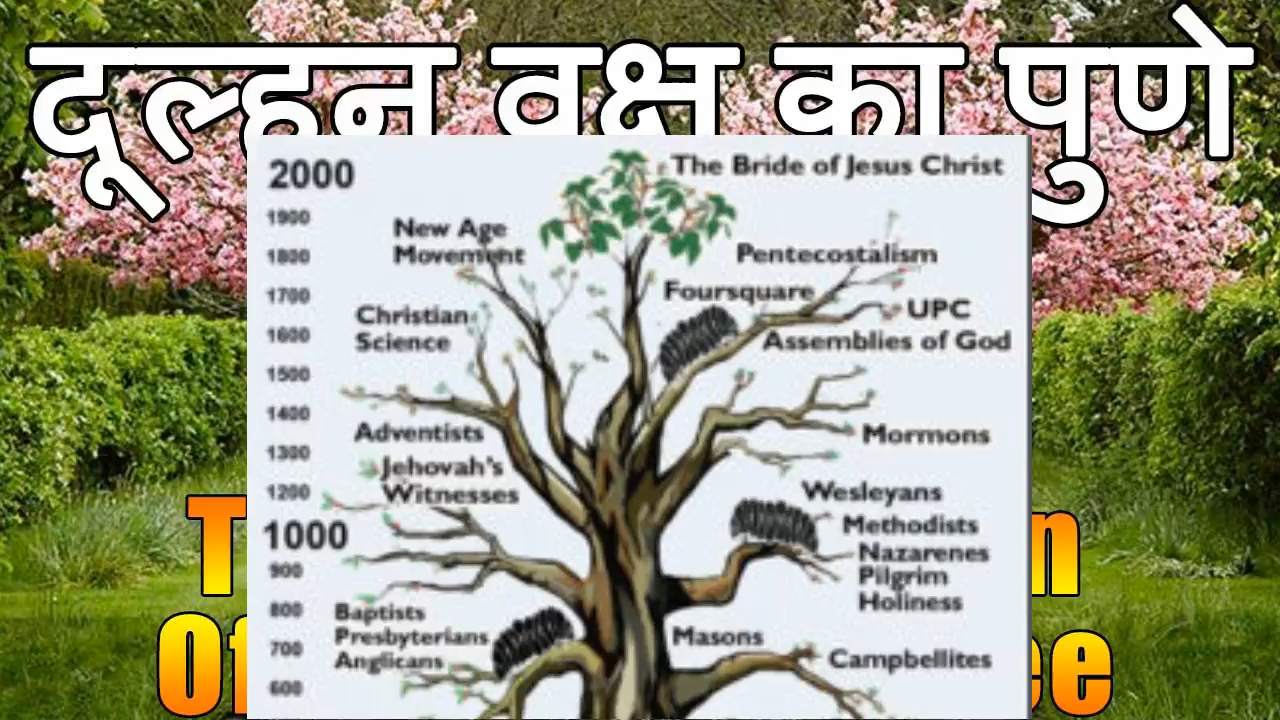 दूल्हन वक्ष का पुणे
2000
The Bride of Jesus Christ
1900
New Age
Movement
1800
Pentecostalism
1700
Foursquare
Christian
Science
UPC
1600
Assemblies of God
1500
1400
Adventists
Mormons
1300
Jehovah's
Witnesses
1200
Wesleyans
1000
Methodists
900
Nazarenes
Pilgrim
Holiness
800
Baptists
Presbyterians
Anglicans
700
Masons
Campbellites
600
Of